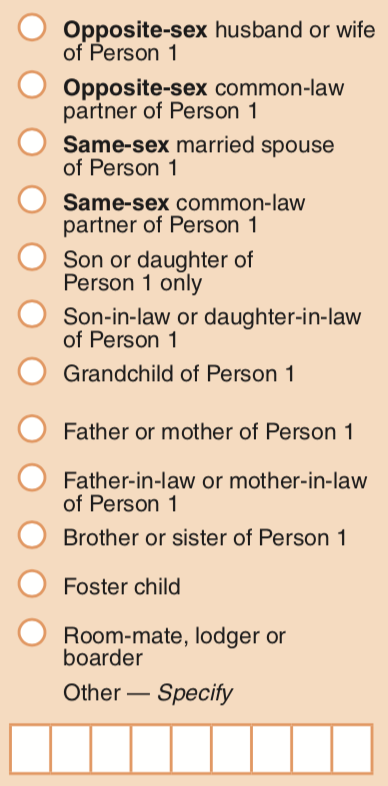 Opposite-sex husband or wife
of Person 1
Opposite-sex common-law
partner of Person 1
Same-sex married spouse
of Person 1
Same-sex common-law
partner of Person 1
Son or daughter of
Person 1 only
Son-in-law or daughter-in-law
of Person 1
Grandchild of Person 1
Father or mother of Person 1
Father-in-law or mother-in-law
of Person 1
Brother or sister of Person 1
Foster child
Room-mate, lodger or
boarder
Other — Specify